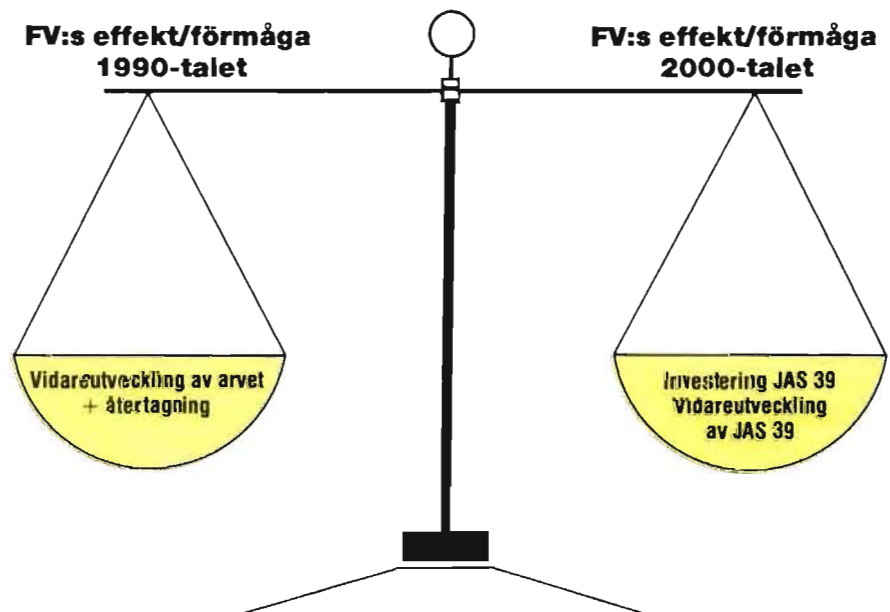 FV:s effekt/förmåga
1990-talet
FV:s effekt/förmåga
2000-talet
Vidareutveckling av arvet
+ återtagning
Investering JAS 39
Vidareutveckling
av JAS 39